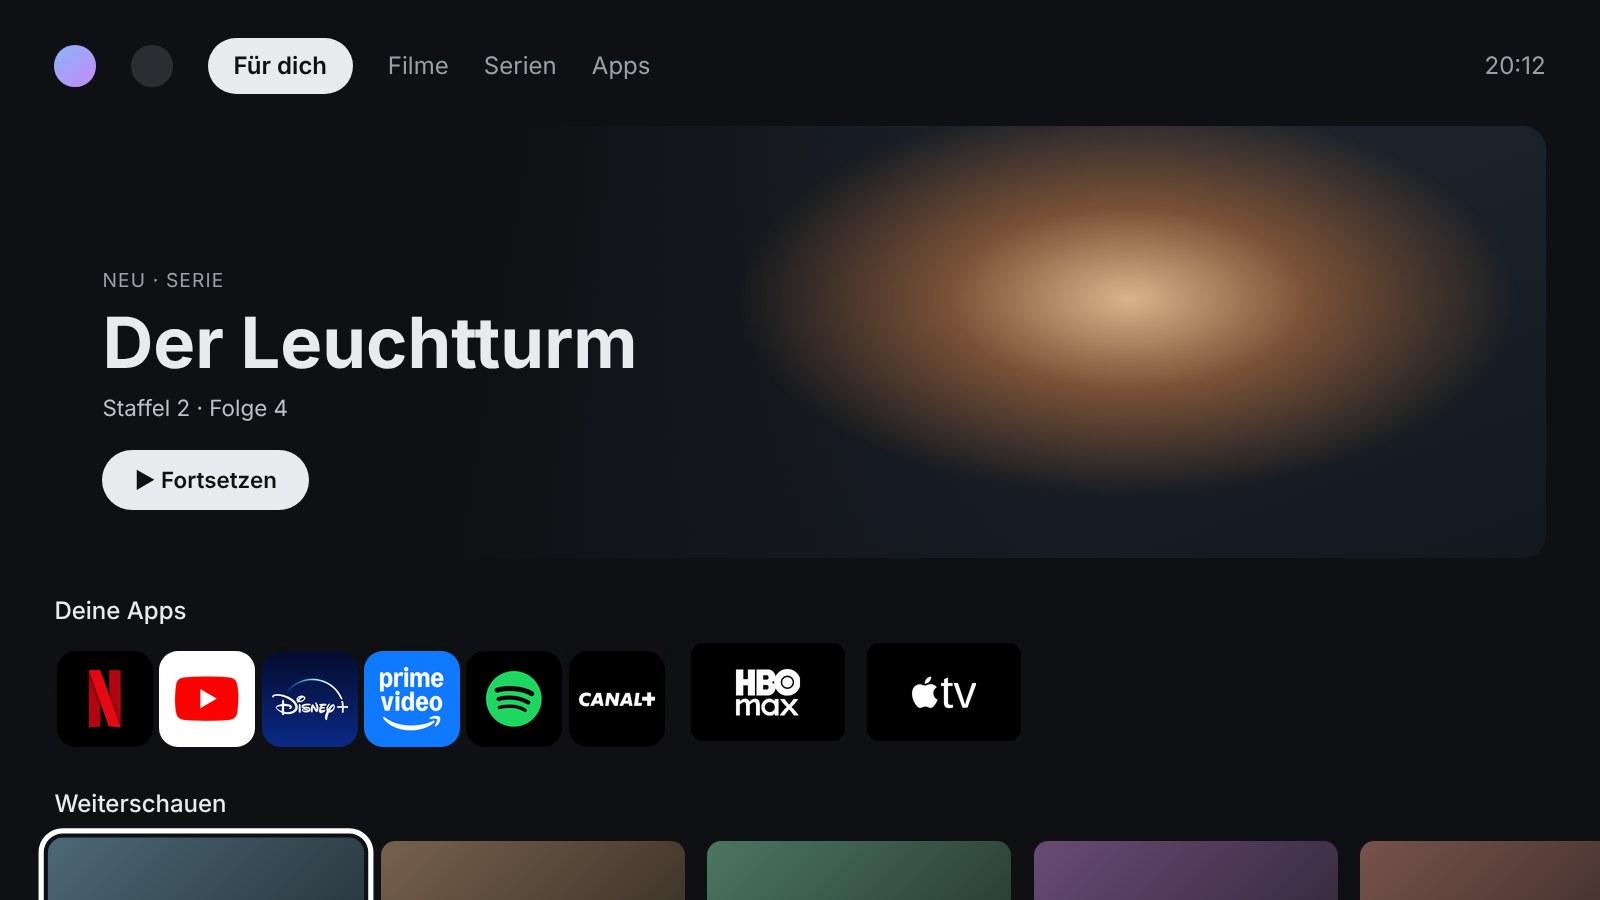 Für dich
Filme
Serien
Apps
20:12
NEU · SERIE
Der Leuchtturm
Staffel 2 · Folge 4
▶ Fortsetzen
Deine Apps
N
Disney+
prime video
CANAL+
HBO max
tv
Weiterschauen